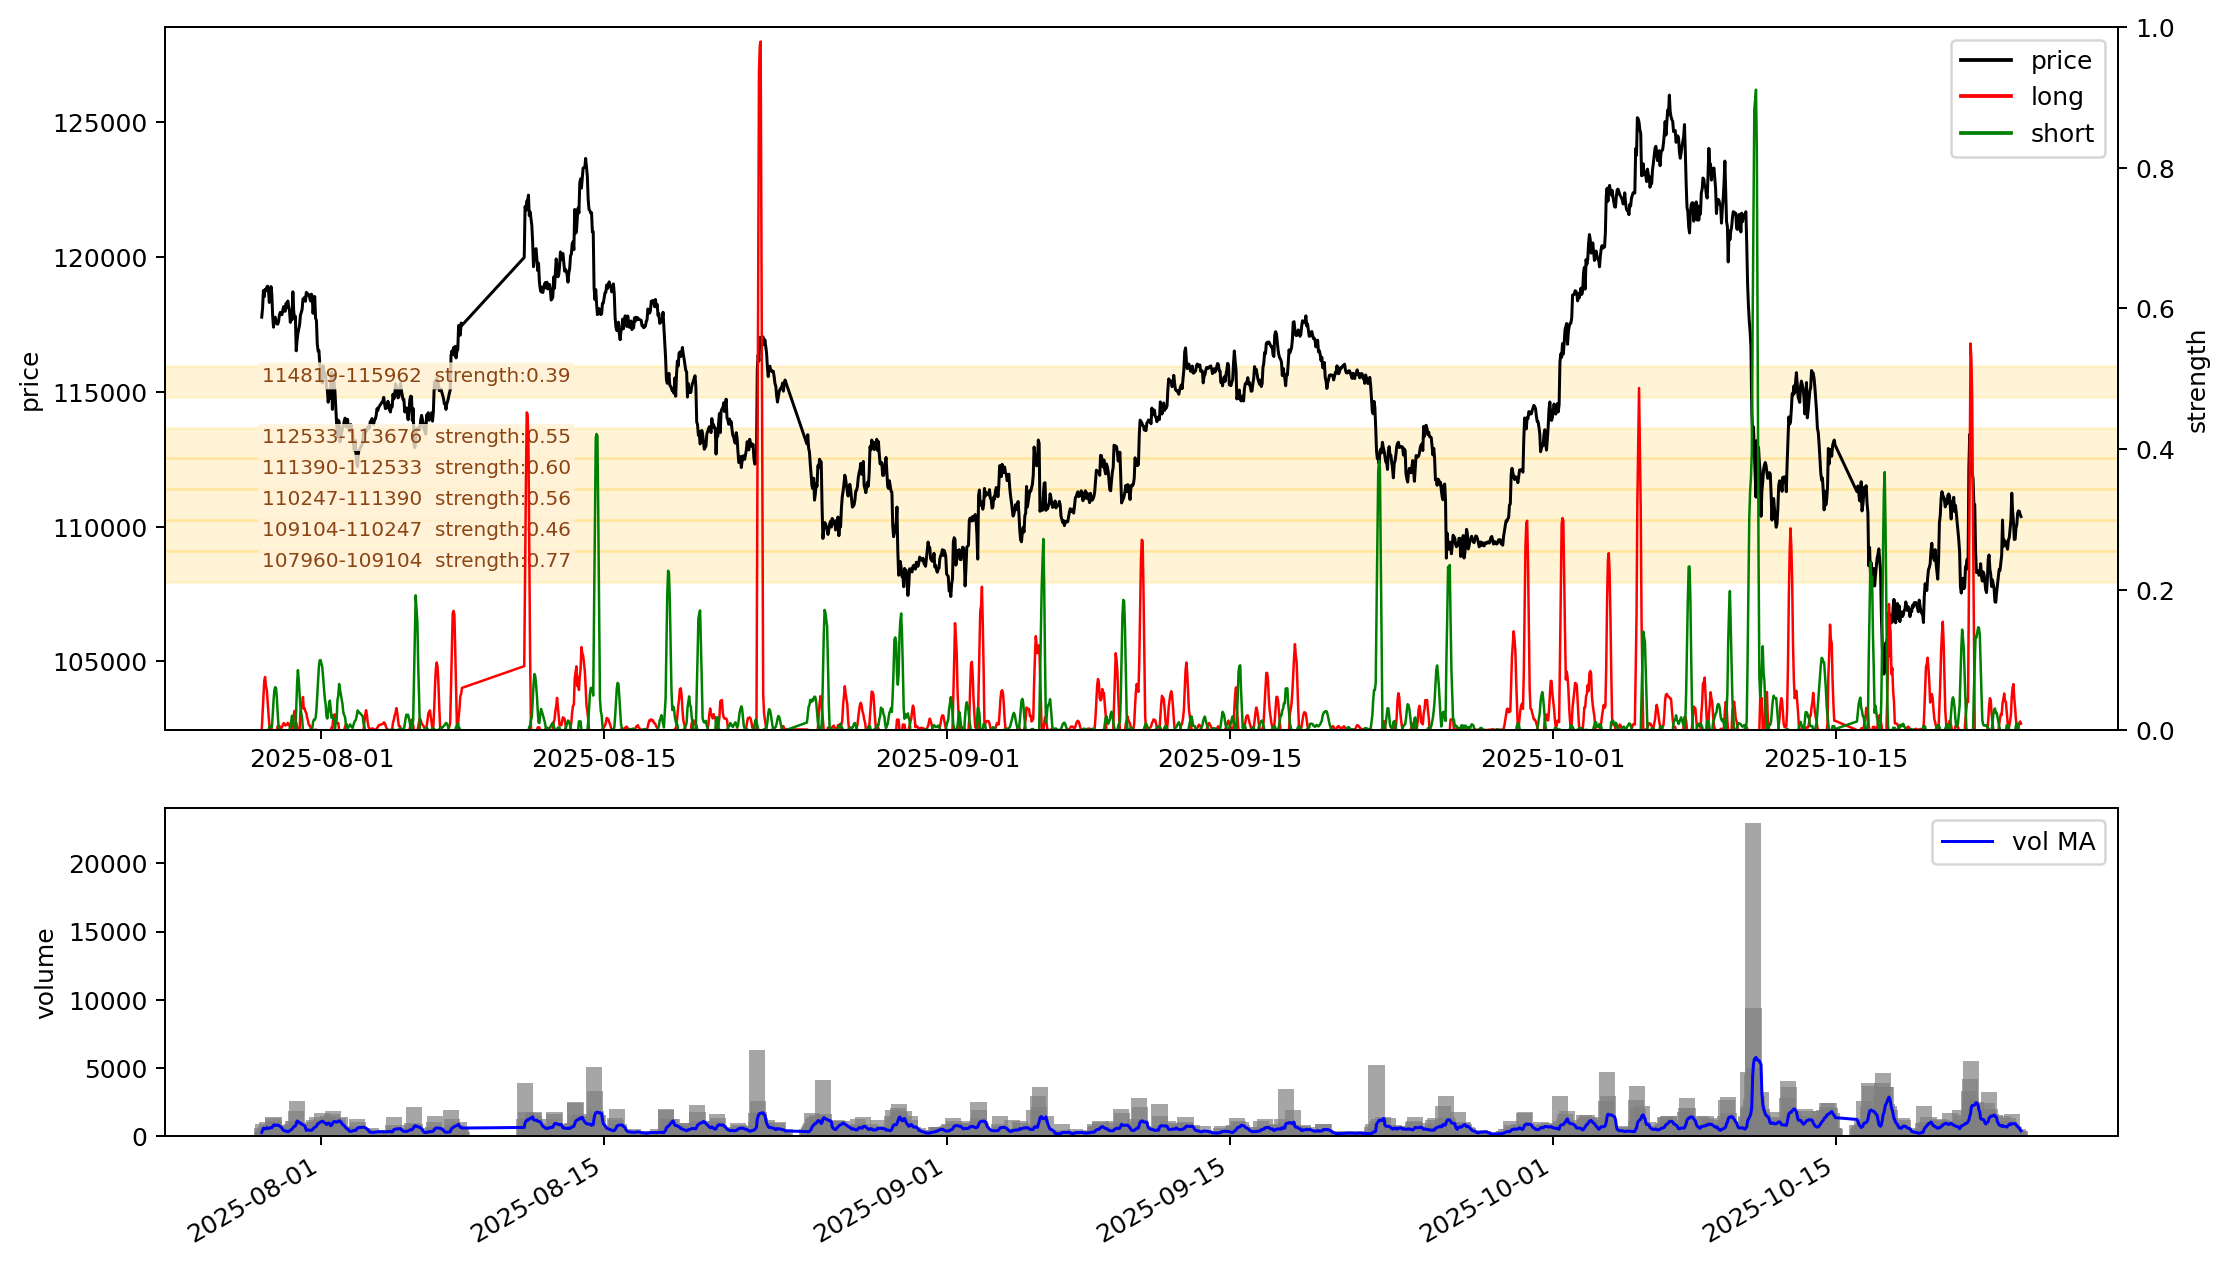 1.0
price
long
short
125000
0.8
120000
0.6
price
strength
114819-115962 strength:0.39
115000
112533-113676 strength:0.55
0.4
111390-112533 strength:0.60
110247-111390 strength:0.56
110000
109104-110247 strength:0.46
107960-109104 strength:0.77
0.2
105000
0.0
2025-08-01 2025-08-15 2025-09-01 2025-09-15 2025-10-01 2025-10-15
vol MA
20000
15000
volume
10000
5000
0
2025-08-01 2025-08-15 2025-09-01 2025-09-15 2025-10-01 2025-10-15